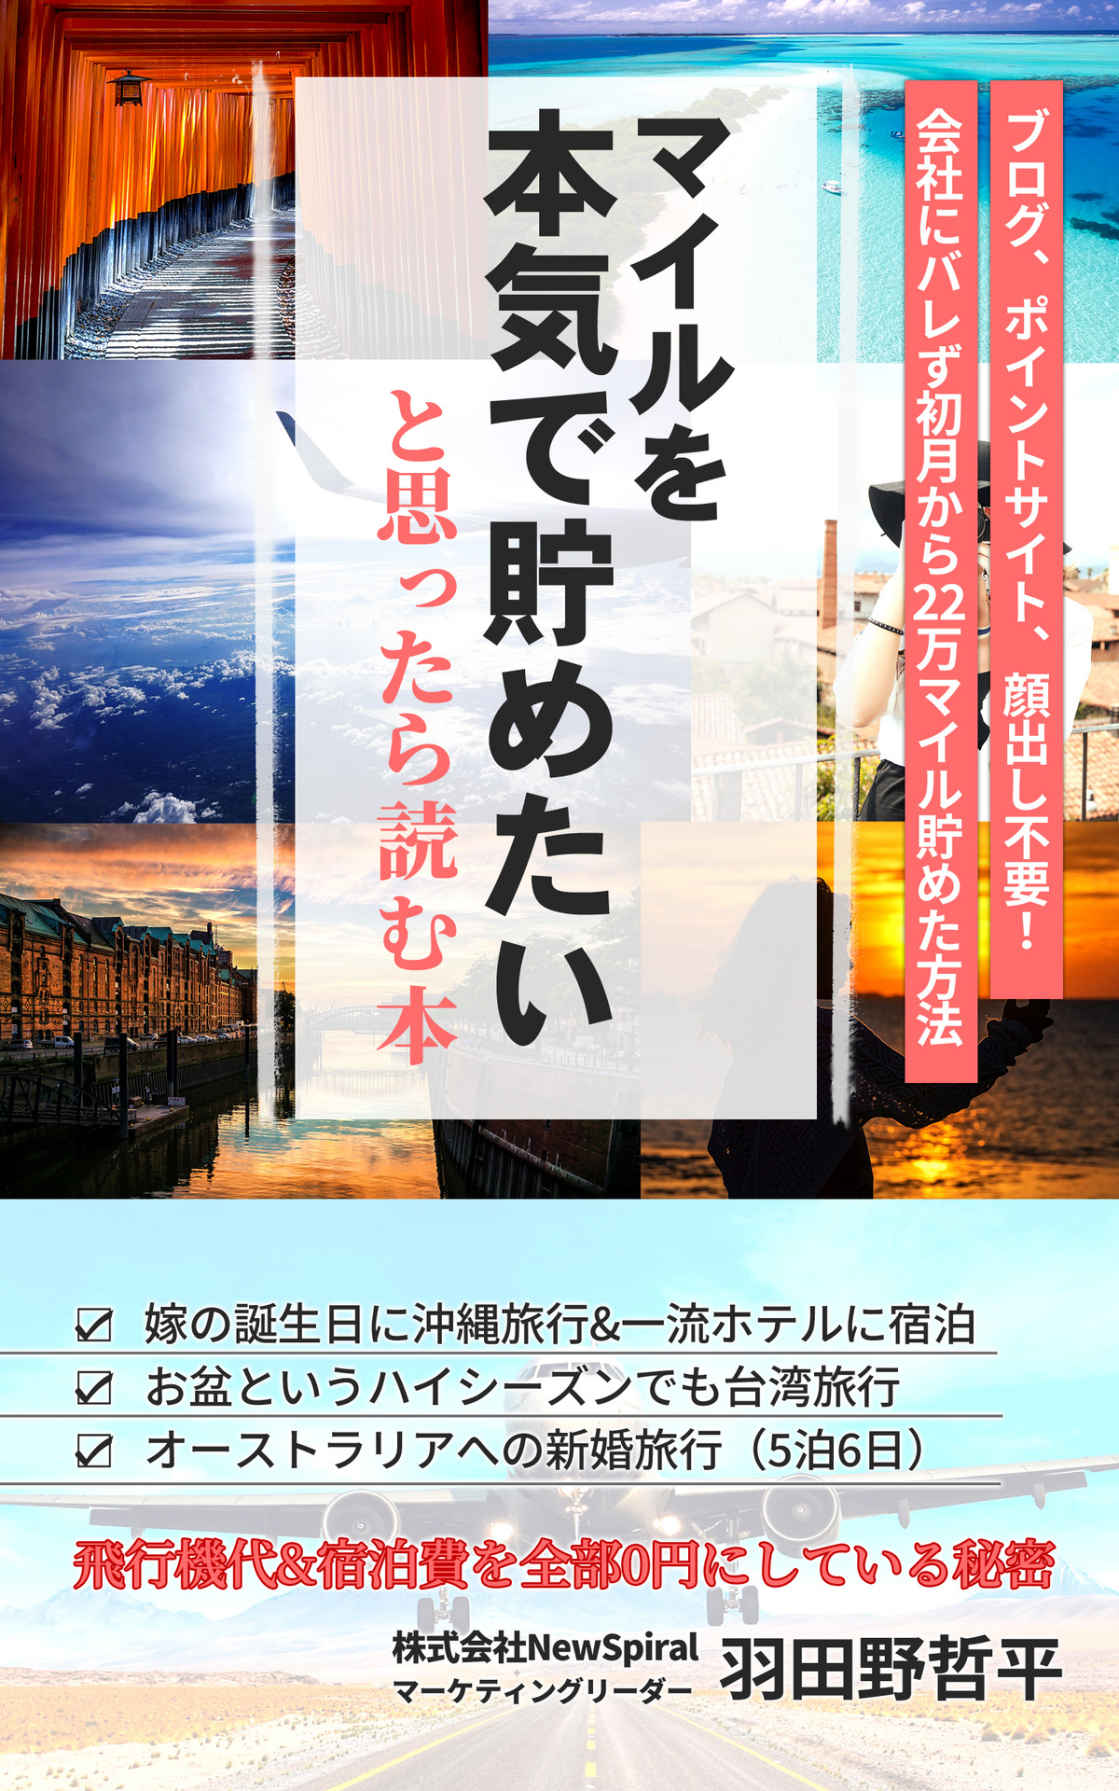 ブログ、ポイントサイト、顔出し不要！
会社にバレず初月から22万マイル貯めた方法
マイルを
本気で貯めたい
と思ったら読む本
嫁の誕生日に沖縄旅行&一流ホテルに宿泊
お盆というハイシーズンでも台湾旅行
オーストラリアへの新婚旅行（5泊6日）
飛行機代&宿泊費を全部0円にしている秘密
株式会社NewSpiral
マーケティングリーダー
羽田野哲平